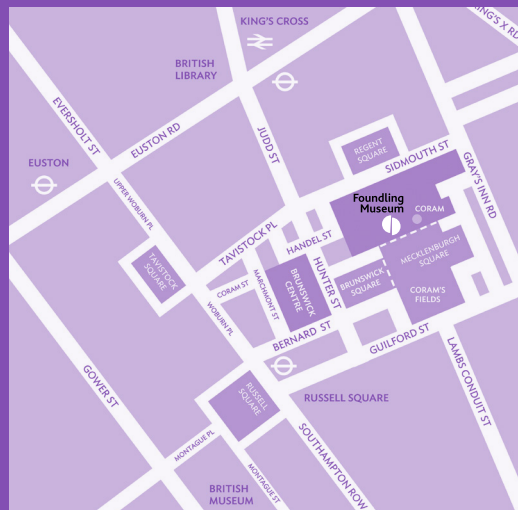 KING'S CROSS
KING'S X RD
BRITISH
LIBRARY
EVERSHOLT ST
EUSTON RD
JUDD ST
REGENT
SQUARE
SIDMOUTH ST
GRAY'S INN RD
EUSTON
UPPER WOBURN PL
Foundling
Museum
CORAM
TAVISTOCK PL
HANDEL ST
TAVISTOCK
SQUARE
CORAM ST
MARCHMONT ST
BRUNSWICK
CENTRE
HUNTER ST
BRUNSWICK
SQUARE
MECKLENBURGH
SQUARE
CORAM'S
FIELDS
WOBURN PL
BERNARD ST
GUILFORD ST
LAMBS CONDUIT ST
GOWER ST
RUSSELL
SQUARE
RUSSELL SQUARE
MONTAGUE PL
MONTAGUE ST
SOUTHAMPTON ROW
BRITISH
MUSEUM